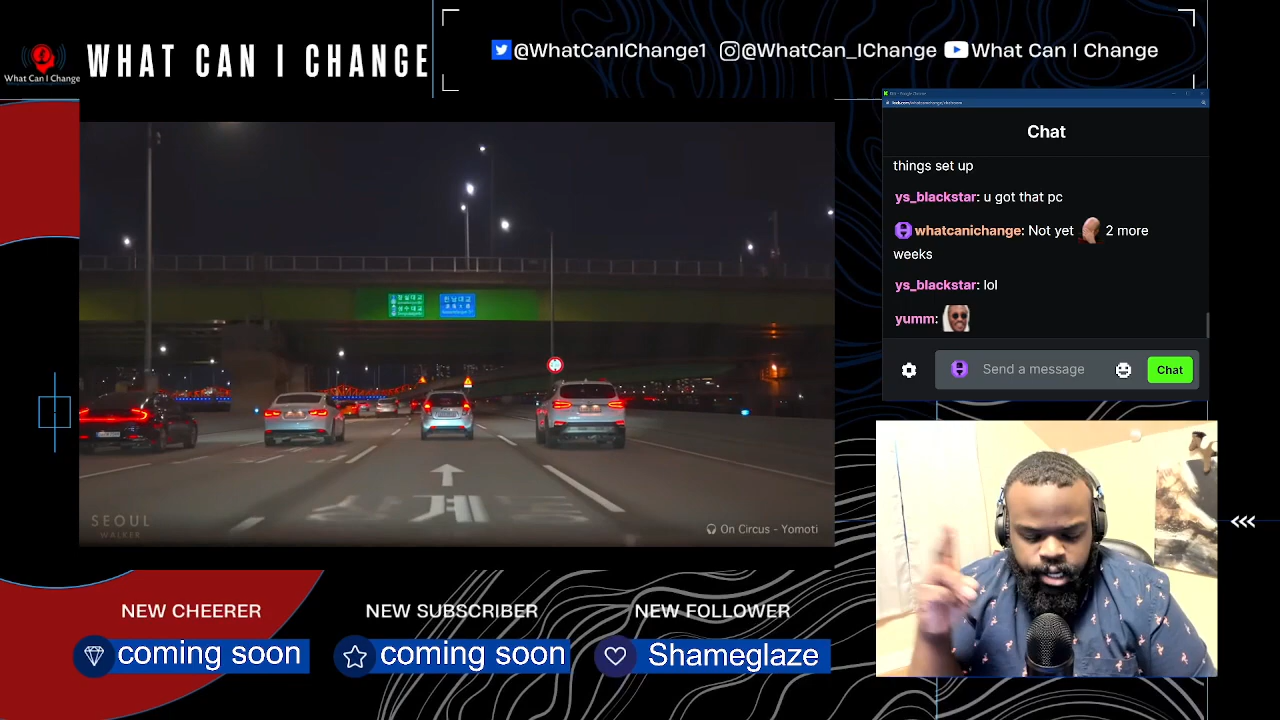 What Can I Change
WHAT CAN I CHANGE
@WhatCanIChange1 @WhatCan_IChange What Can I Change
Chat
things set up
ys_blackstar: u got that pc
whatcanichange: Not yet 2 more
weeks
ys_blackstar: lol
yumm:
Send a message
Chat
SEOUL
WALKER
On Circus - Yomoti
NEW CHEERER
NEW SUBSCRIBER
NEW FOLLOWER
coming soon
coming soon
Shameglaze